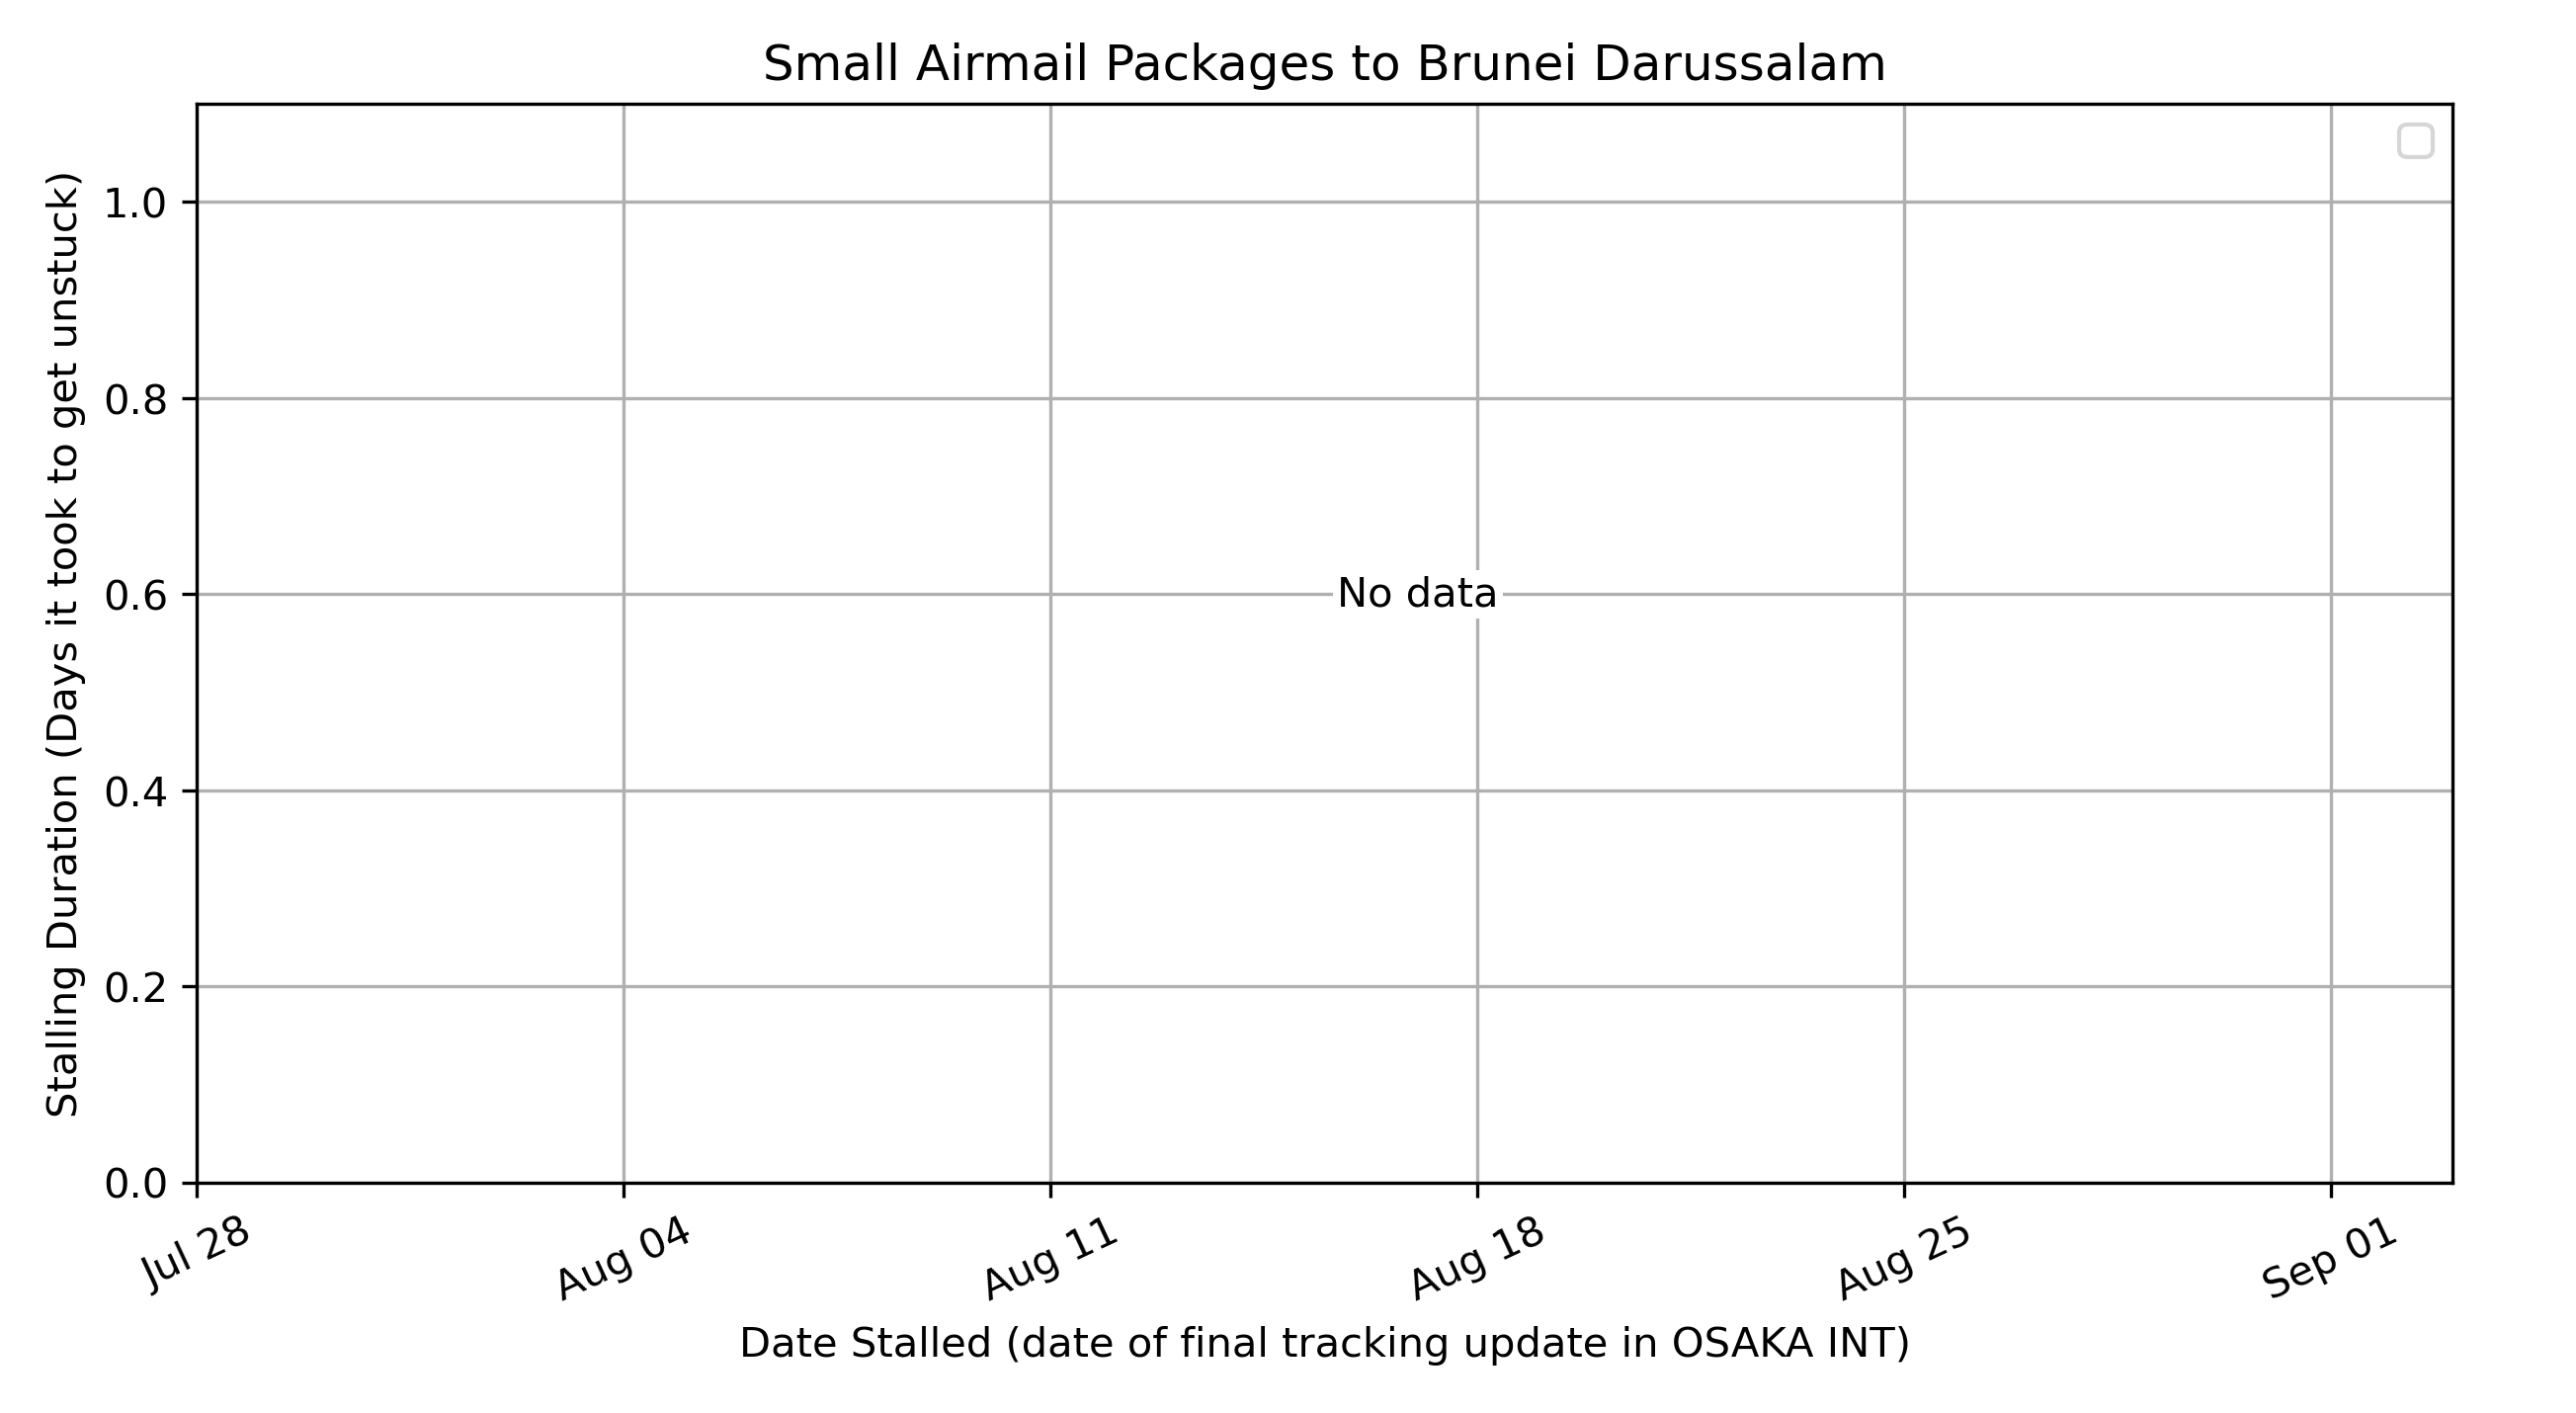 Small Airmail Packages to Brunei Darussalam
Stalling Duration (Days it took to get unstuck)
1.0
0.8
0.6
0.4
0.2
0.0
No data
Jul 28
Aug 04
Aug 11
Aug 18
Aug 25
Sep 01
Date Stalled (date of final tracking update in OSAKA INT)